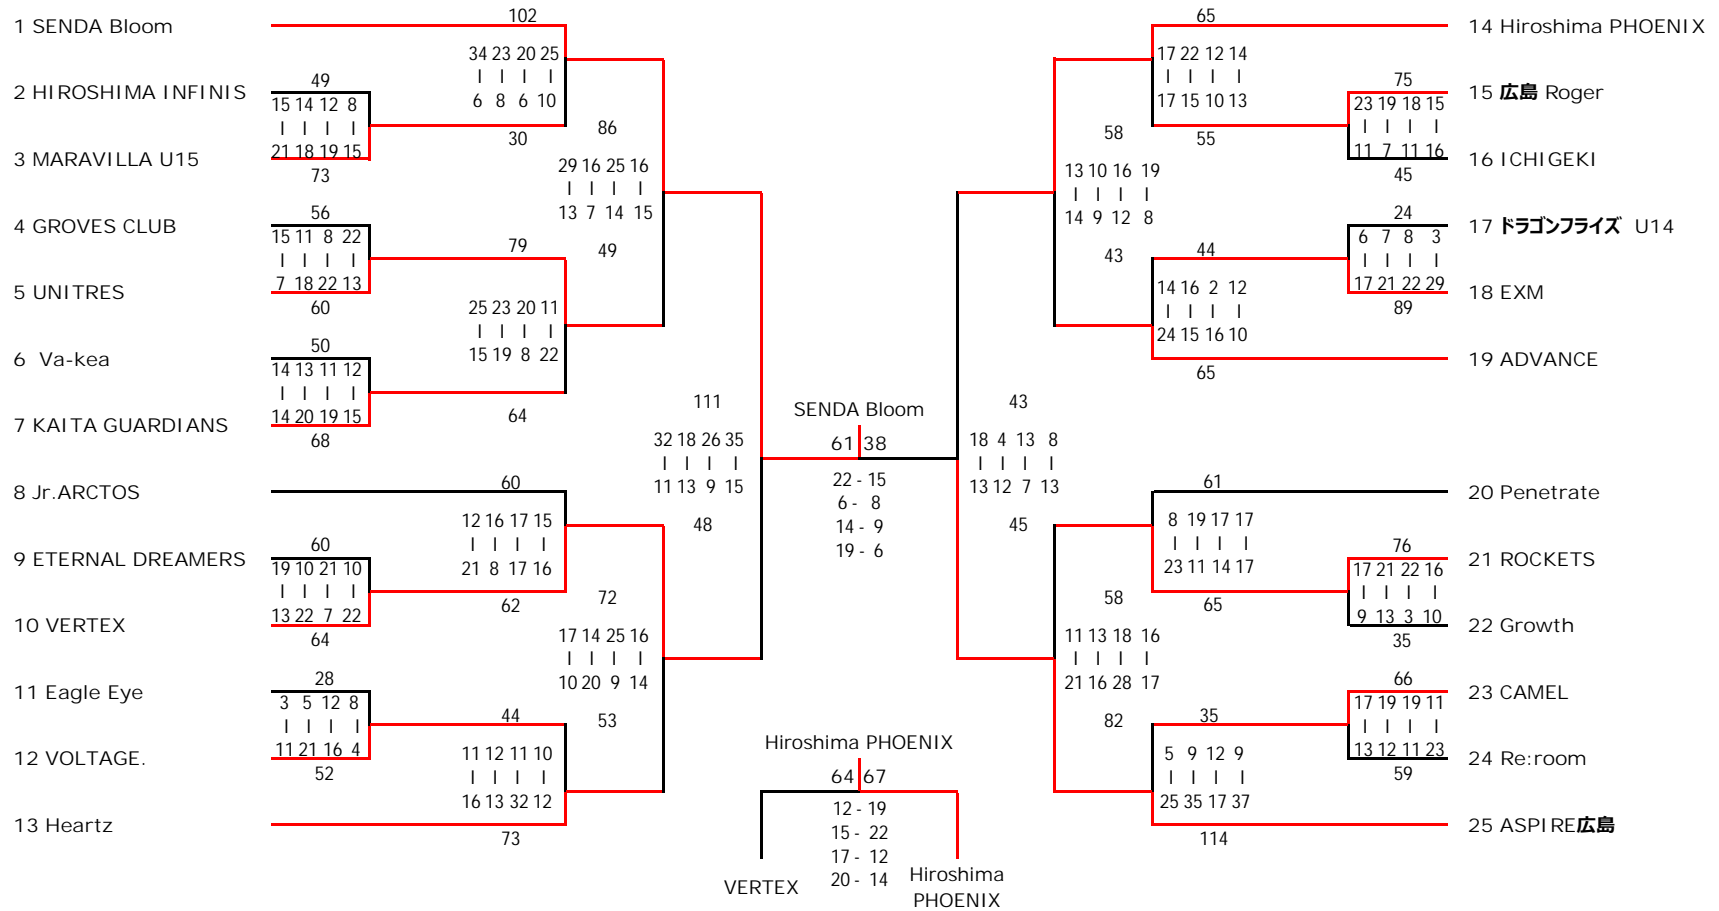 1 SENDA Bloom
102
34 23 20 25
6 8 6 10
30
2 HIROSHIMA INFINIS
49
15 14 12 8
21 18 19 15
73
3 MARAVILLA U15
86
29 16 25 16
13 7 14 15
49
4 GROVES CLUB
56
15 11 8 22
7 18 22 13
60
5 UNITRES
79
25 23 20 11
15 19 8 22
64
6 Va-kea
50
14 13 11 12
14 20 19 15
68
7 KAITA GUARDIANS
111
32 18 26 35
11 13 9 15
48
8 Jr.ARCTOS
60
12 16 17 15
21 8 17 16
62
9 ETERNAL DREAMERS
60
19 10 21 10
13 22 7 22
64
10 VERTEX
72
17 14 25 16
10 20 9 14
53
11 Eagle Eye
28
3 5 12 8
11 21 16 4
52
12 VOLTAGE.
44
11 12 11 10
16 13 32 12
73
13 Heartz
SENDA Bloom
61 38
22 - 15
6 - 8
14 - 9
19 - 6
Hiroshima PHOENIX
64 67
12 - 19
15 - 22
17 - 12
20 - 14
VERTEX
Hiroshima
PHOENIX
65
14 Hiroshima PHOENIX
17 22 12 14
17 15 10 13
55
75
15 広島 Roger
23 19 18 15
11 7 11 16
45
16 ICHIGEKI
58
13 10 16 19
14 9 12 8
43
24
17 ドラゴンフライズ U14
6 7 8 3
17 21 22 29
89
18 EXM
44
14 16 2 12
24 15 16 10
65
19 ADVANCE
43
18 4 13 8
13 12 7 13
45
61
20 Penetrate
8 19 17 17
23 11 14 17
65
76
21 ROCKETS
17 21 22 16
9 13 3 10
35
22 Growth
58
11 13 18 16
21 16 28 17
82
66
23 CAMEL
17 19 19 11
13 12 11 23
59
24 Re:room
35
5 9 12 9
25 35 17 37
114
25 ASPIRE広島